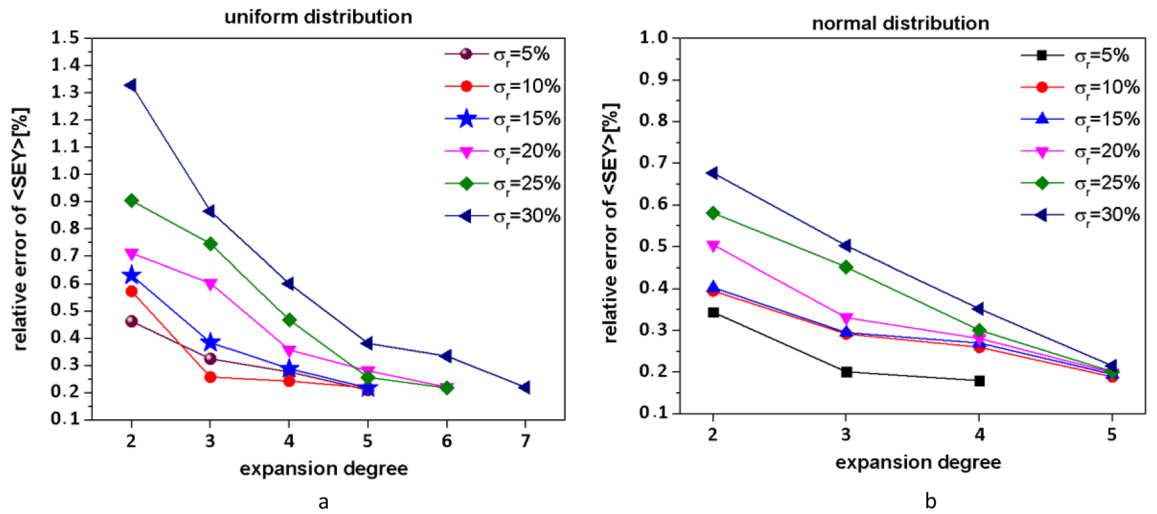 uniform distribution
relative error of <SEY>[%]
1.5
1.4
1.3
1.2
1.1
1.0
0.9
0.8
0.7
0.6
0.5
0.4
0.3
0.2
0.1
σr=5%
σr=10%
σr=15%
σr=20%
σr=25%
σr=30%
2 3 4 5 6 7
expansion degree
a
normal distribution
relative error of <SEY>[%]
1.0
0.9
0.8
0.7
0.6
0.5
0.4
0.3
0.2
0.1
σr=5%
σr=10%
σr=15%
σr=20%
σr=25%
σr=30%
2 3 4 5
expansion degree
b